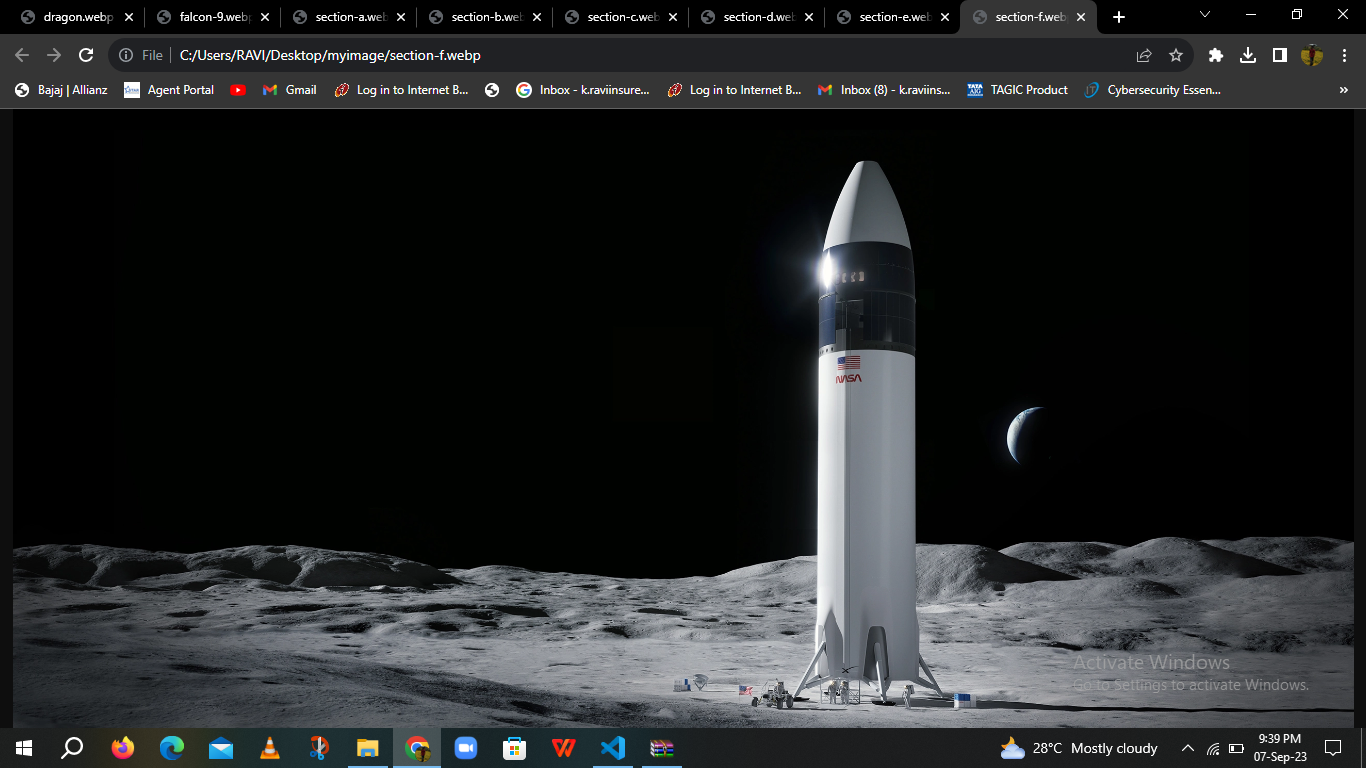 dragon.webp
falcon-9.webp
section-a.web
section-b.web
section-c.web
section-d.web
section-e.web
section-f.webp
File
C:/Users/RAVI/Desktop/myimage/section-f.webp
Bajaj | Allianz
Agent Portal
Gmail
Log in to Internet B...
Inbox - k.raviinsure...
Log in to Internet B...
Inbox (8) - k.raviins...
TATA AIG
TAGIC Product
Cybersecurity Essen...
NASA
Activate Windows
Go to Settings to activate Windows.
28°C Mostly cloudy
9:39 PM
07-Sep-23